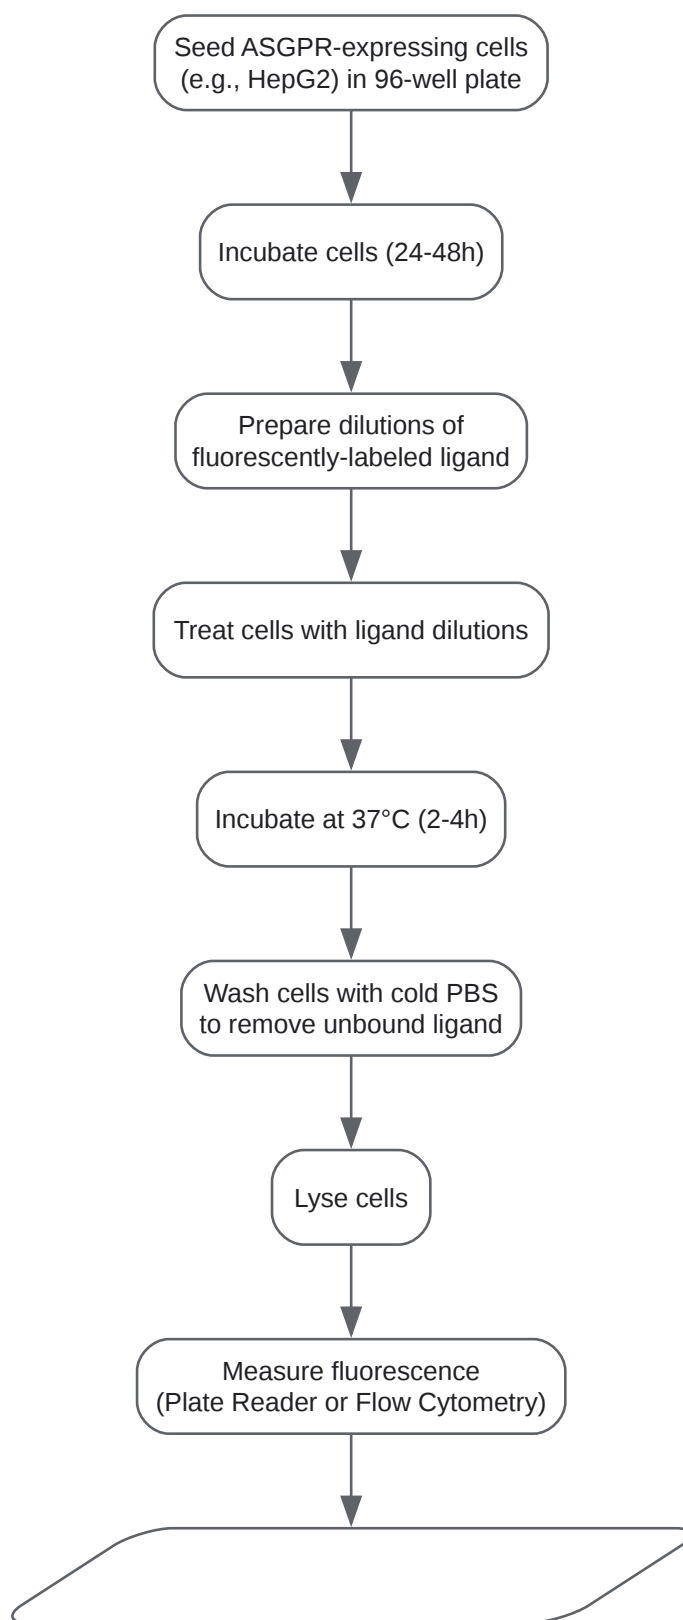 Seed ASGPR-expressing cells
(e.g., HepG2) in 96-well plate
Incubate cells (24-48h)
Prepare dilutions of
fluorescently-labeled ligand
Treat cells with ligand dilutions
Incubate at 37°C (2-4h)
Wash cells with cold PBS
to remove unbound ligand
Lyse cells
Measure fluorescence
(Plate Reader or Flow Cytometry)